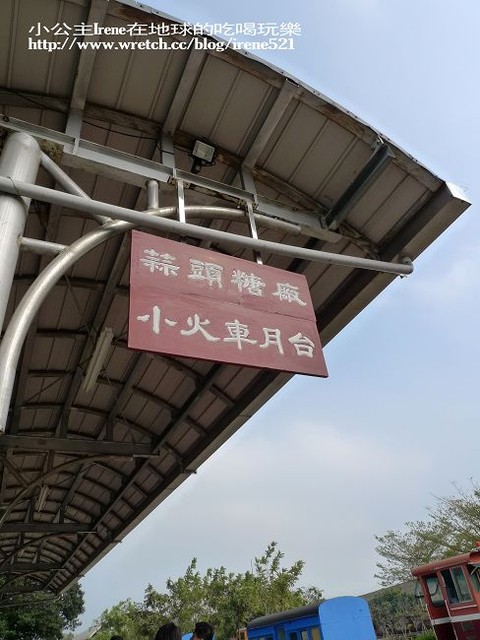 小公主Irene在地球的吃喝玩樂
http://www.wretch.cc/blog/irene521
蒜頭糖廠
小火車月台